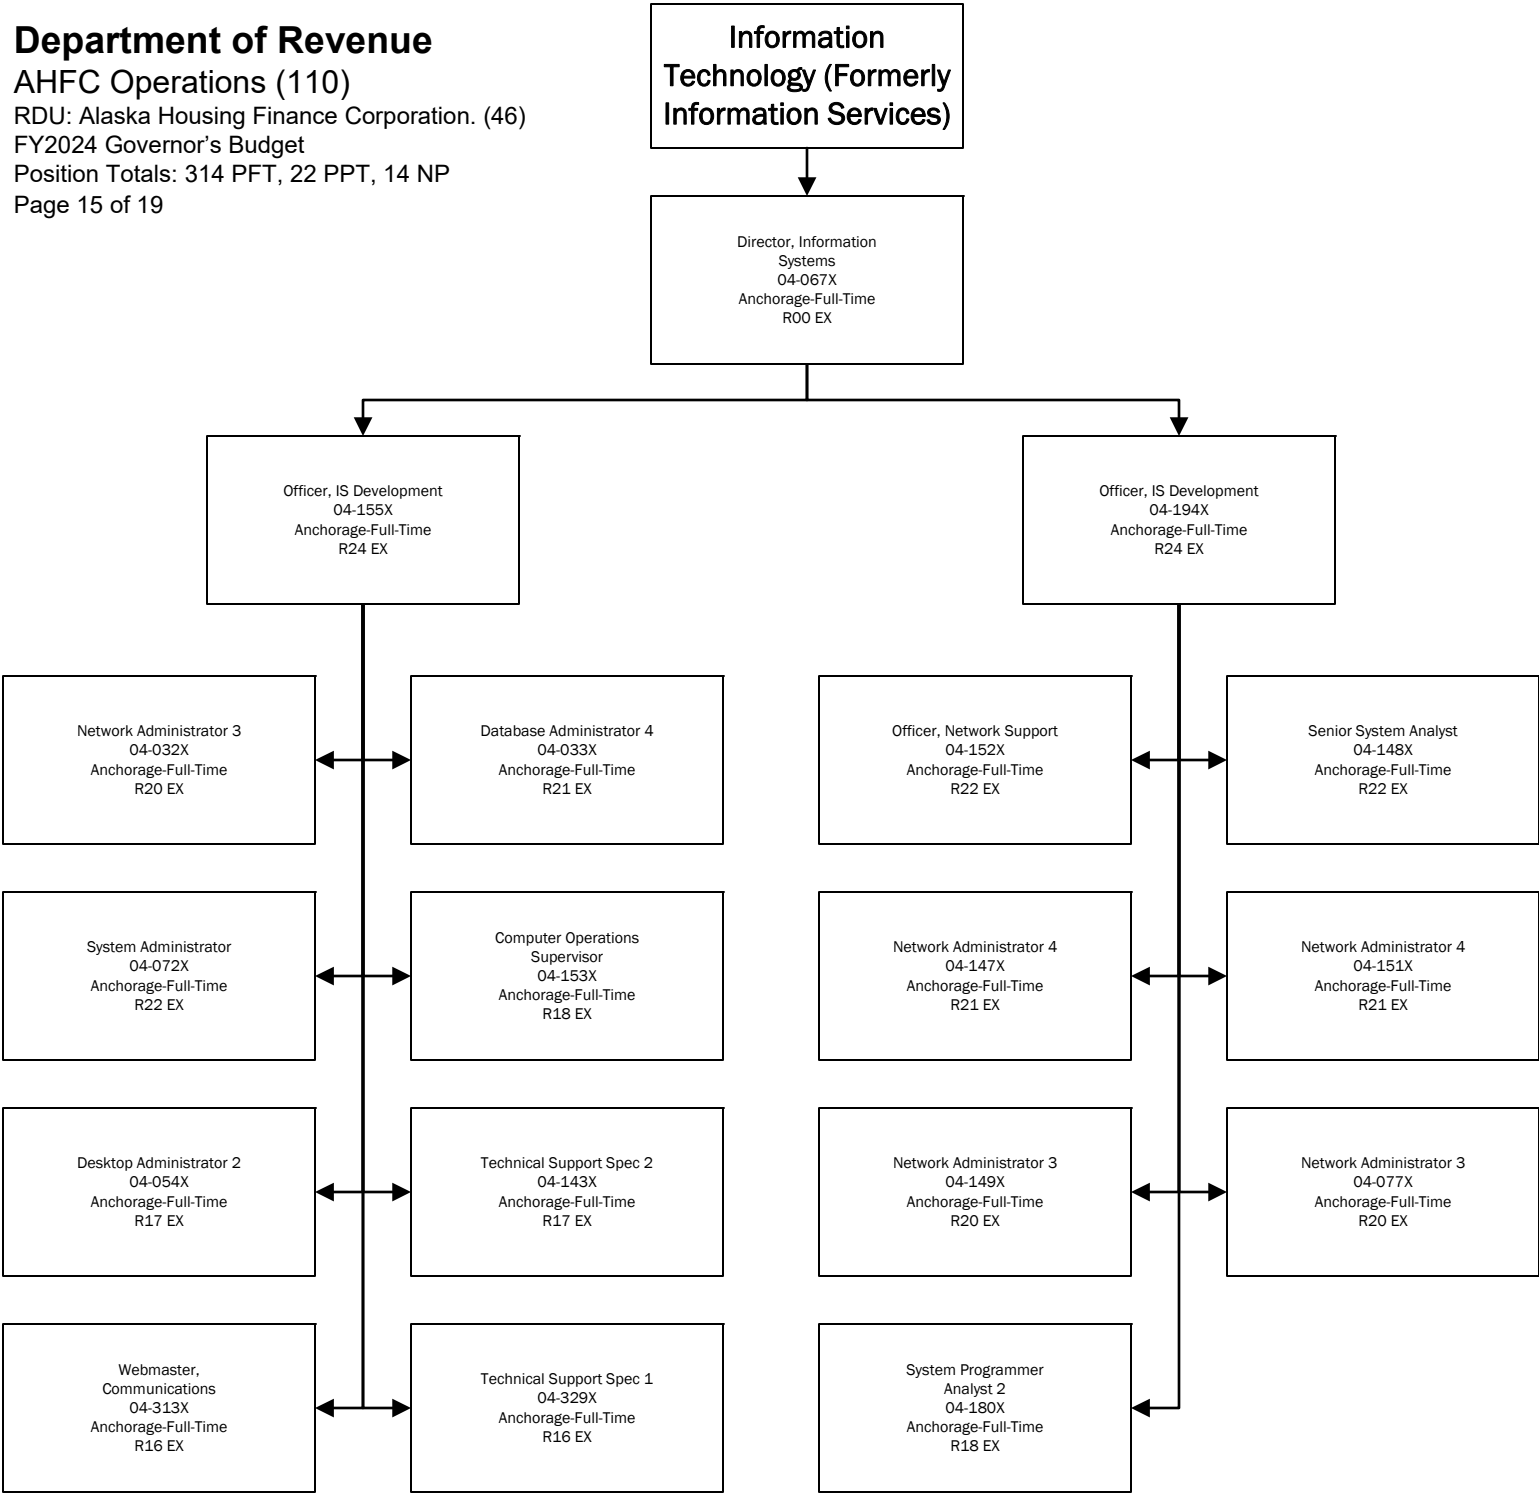 Department of Revenue
AHFC Operations (110)
RDU: Alaska Housing Finance Corporation. (46)
FY2024 Governor's Budget
Position Totals: 314 PFT, 22 PPT, 14 NP
Page 15 of 19
Information
Technology (Formerly
Information Services)
Director, Information
Systems
04-067X
Anchorage-Full-Time
R00 EX
Officer, IS Development
04-155X
Anchorage-Full-Time
R24 EX
Officer, IS Development
04-194X
Anchorage-Full-Time
R24 EX
Network Administrator 3
04-032X
Anchorage-Full-Time
R20 EX
Database Administrator 4
04-033X
Anchorage-Full-Time
R21 EX
Officer, Network Support
04-152X
Anchorage-Full-Time
R22 EX
Senior System Analyst
04-148X
Anchorage-Full-Time
R22 EX
System Administrator
04-072X
Anchorage-Full-Time
R22 EX
Computer Operations
Supervisor
04-153X
Anchorage-Full-Time
R18 EX
Network Administrator 4
04-147X
Anchorage-Full-Time
R21 EX
Network Administrator 4
04-151X
Anchorage-Full-Time
R21 EX
Desktop Administrator 2
04-054X
Anchorage-Full-Time
R17 EX
Technical Support Spec 2
04-143X
Anchorage-Full-Time
R17 EX
Network Administrator 3
04-149X
Anchorage-Full-Time
R20 EX
Network Administrator 3
04-077X
Anchorage-Full-Time
R20 EX
Webmaster,
Communications
04-313X
Anchorage-Full-Time
R16 EX
Technical Support Spec 1
04-329X
Anchorage-Full-Time
R16 EX
System Programmer
Analyst 2
04-180X
Anchorage-Full-Time
R18 EX